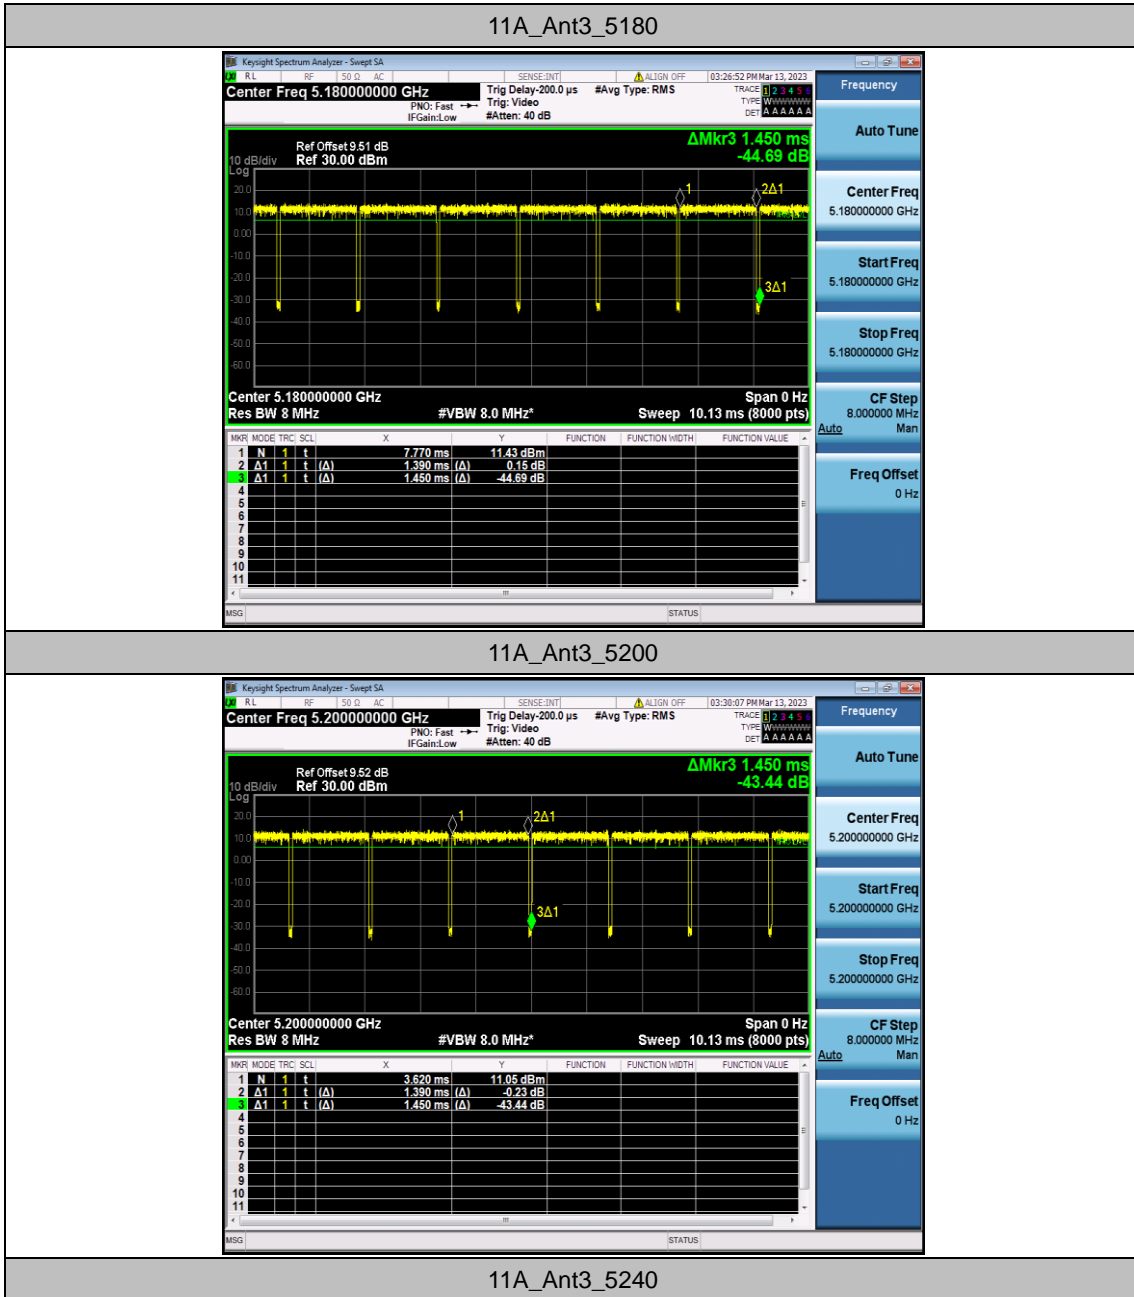 11A_Ant3_5180
Keysight Spectrum Analyzer - Swept SA
RL RF 50 Ω AC SENSE:INT ALIGN OFF 03:26:52 PM Mar 13, 2023
Center Freq 5.180000000 GHz
PNO: Fast
IFGain:Low
Trig Delay-200.0 µs
Trig: Video
#Atten: 40 dB
#Avg Type: RMS
TRACE 1 2 3 4 5 6
TYPE WWWWWW
DET A A A A A A
Ref Offset 9.51 dB
10 dB/div Ref 30.00 dBm
Log
ΔMkr3 1.450 ms
-44.69 dB
20.0
10.0
0.00
-10.0
-20.0
-30.0
-40.0
-50.0
-60.0
1
2Δ1
3Δ1
Center 5.180000000 GHz Span 0 Hz
Res BW 8 MHz #VBW 8.0 MHz* Sweep 10.13 ms (8000 pts)
MKR MODE TRC SCL X Y FUNCTION FUNCTION WIDTH FUNCTION VALUE
1 N 1 t 7.770 ms 11.43 dBm
2 Δ1 1 t (Δ) 1.390 ms (Δ) 0.15 dB
3 Δ1 1 t (Δ) 1.450 ms (Δ) -44.69 dB
4
5
6
7
8
9
10
11
MSG STATUS
Frequency
Auto Tune
Center Freq
5.180000000 GHz
Start Freq
5.180000000 GHz
Stop Freq
5.180000000 GHz
CF Step
8.000000 MHz
Auto Man
Freq Offset
0 Hz
11A_Ant3_5200
Keysight Spectrum Analyzer - Swept SA
RL RF 50 Ω AC SENSE:INT ALIGN OFF 03:30:07 PM Mar 13, 2023
Center Freq 5.200000000 GHz
PNO: Fast
IFGain:Low
Trig Delay-200.0 µs
Trig: Video
#Atten: 40 dB
#Avg Type: RMS
TRACE 1 2 3 4 5 6
TYPE WWWWWW
DET A A A A A A
Ref Offset 9.52 dB
10 dB/div Ref 30.00 dBm
Log
ΔMkr3 1.450 ms
-43.44 dB
20.0
10.0
0.00
-10.0
-20.0
-30.0
-40.0
-50.0
-60.0
1
2Δ1
3Δ1
Center 5.200000000 GHz Span 0 Hz
Res BW 8 MHz #VBW 8.0 MHz* Sweep 10.13 ms (8000 pts)
MKR MODE TRC SCL X Y FUNCTION FUNCTION WIDTH FUNCTION VALUE
1 N 1 t 3.620 ms 11.05 dBm
2 Δ1 1 t (Δ) 1.390 ms (Δ) -0.23 dB
3 Δ1 1 t (Δ) 1.450 ms (Δ) -43.44 dB
4
5
6
7
8
9
10
11
MSG STATUS
Frequency
Auto Tune
Center Freq
5.200000000 GHz
Start Freq
5.200000000 GHz
Stop Freq
5.200000000 GHz
CF Step
8.000000 MHz
Auto Man
Freq Offset
0 Hz
11A_Ant3_5240